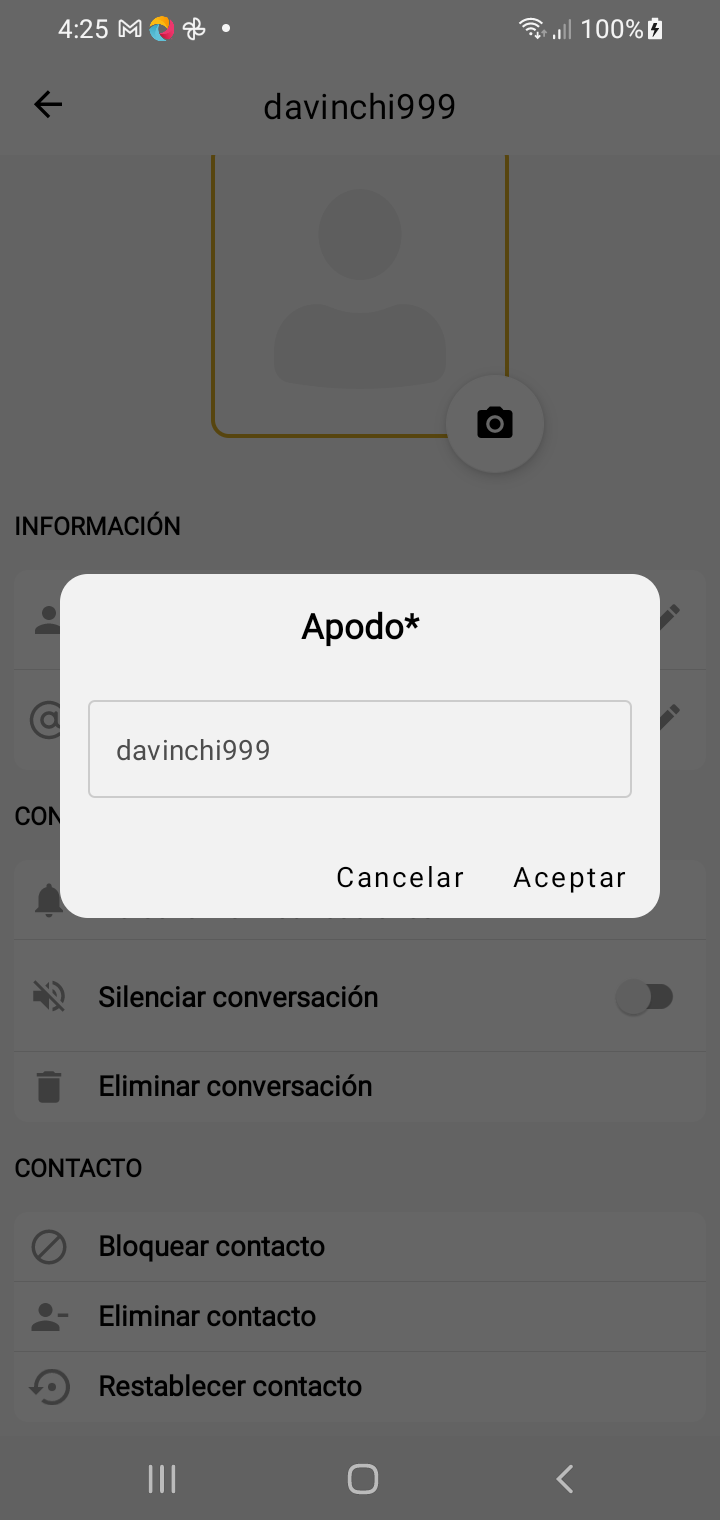 4:25
100%
davinchi999
INFORMACIÓN
Apodo*
davinchi999
Cancelar Aceptar
CON
Silenciar conversación
Eliminar conversación
CONTACTO
Bloquear contacto
Eliminar contacto
Restablecer contacto